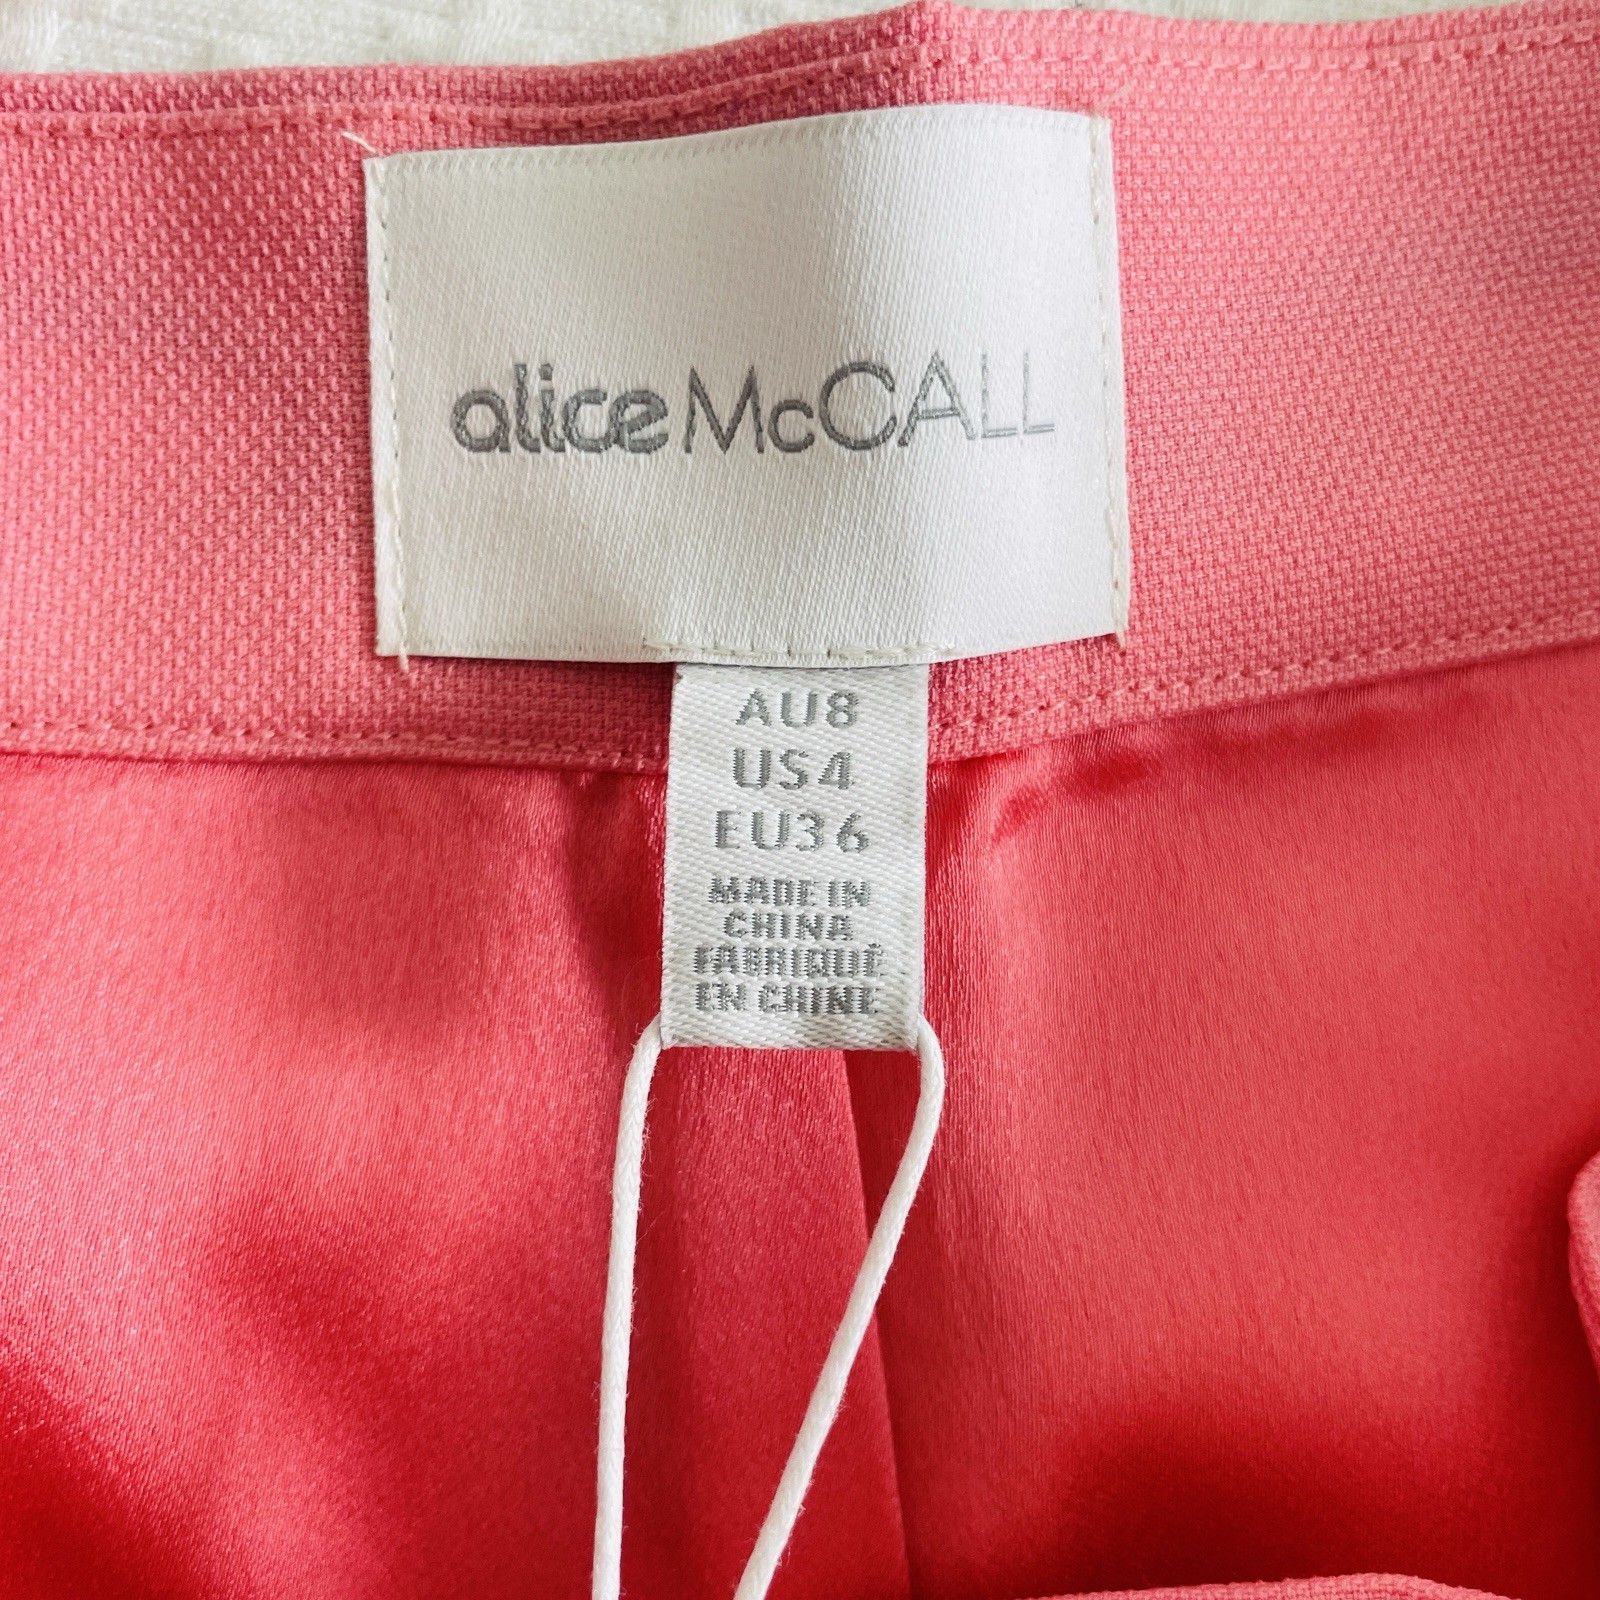 alice McCALL
AU8
US4
EU36
MADE IN
CHINA
FABRIQUÉ
EN CHINE